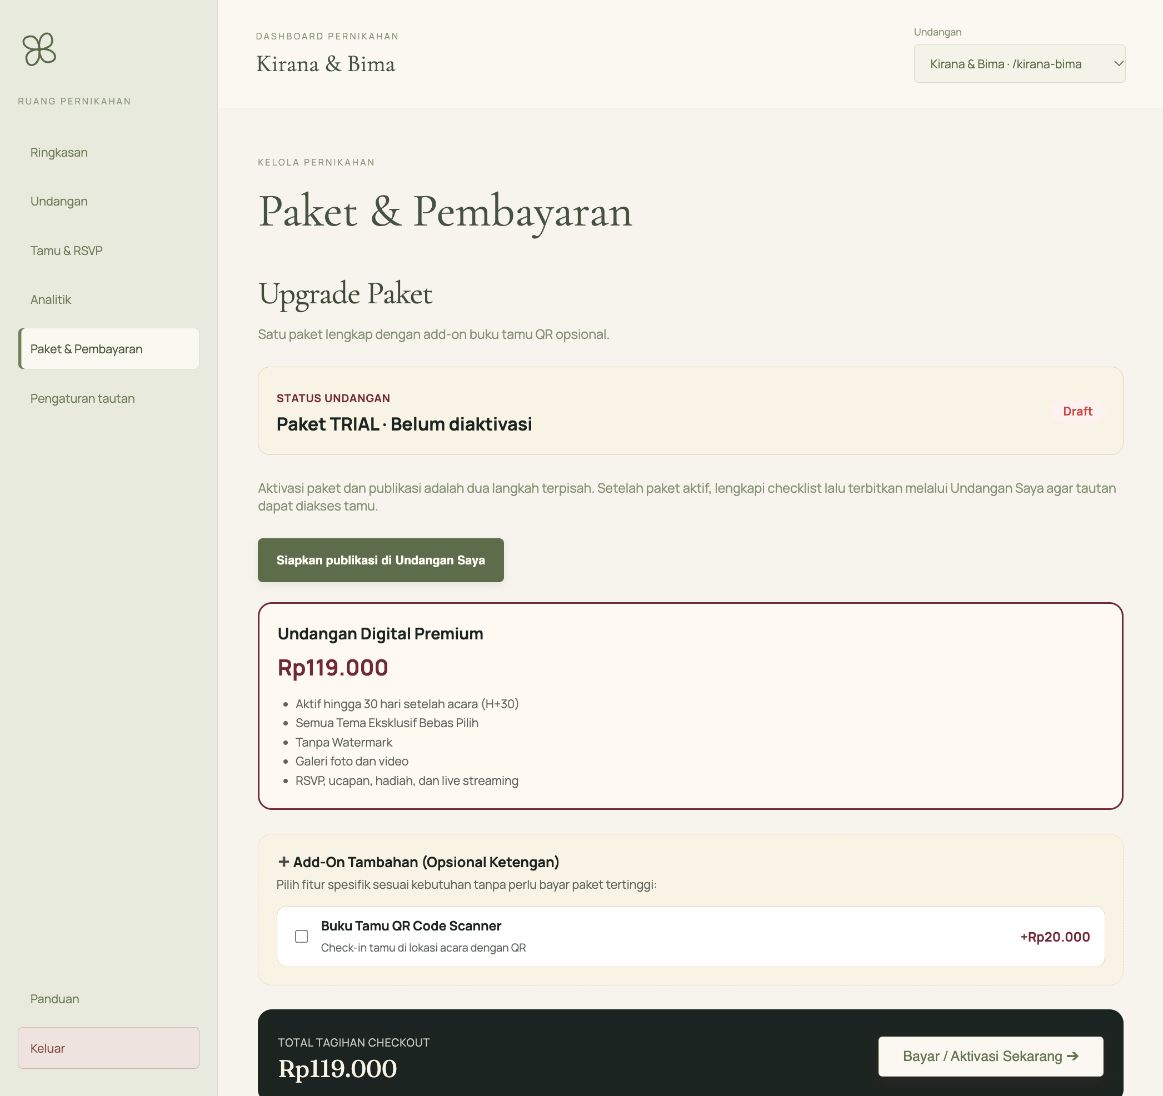 RUANG PERNIKAHAN
Ringkasan
Undangan
Tamu & RSVP
Analitik
Paket & Pembayaran
Pengaturan tautan
Panduan
Keluar
DASHBOARD PERNIKAHAN
Kirana & Bima
Undangan
Kirana & Bima · /kirana-bima
KELOLA PERNIKAHAN
Paket & Pembayaran
Upgrade Paket
Satu paket lengkap dengan add-on buku tamu QR opsional.
STATUS UNDANGAN
Paket TRIAL · Belum diaktivasi
Draft
Aktivasi paket dan publikasi adalah dua langkah terpisah. Setelah paket aktif, lengkapi checklist lalu terbitkan melalui Undangan Saya agar tautan
dapat diakses tamu.
Siapkan publikasi di Undangan Saya
Undangan Digital Premium
Rp119.000
• Aktif hingga 30 hari setelah acara (H+30)
• Semua Tema Eksklusif Bebas Pilih
• Tanpa Watermark
• Galeri foto dan video
• RSVP, ucapan, hadiah, dan live streaming
+ Add-On Tambahan (Opsional Ketengan)
Pilih fitur spesifik sesuai kebutuhan tanpa perlu bayar paket tertinggi:
Buku Tamu QR Code Scanner
Check-in tamu di lokasi acara dengan QR
+Rp20.000
TOTAL TAGIHAN CHECKOUT
Rp119.000
Bayar / Aktivasi Sekarang →